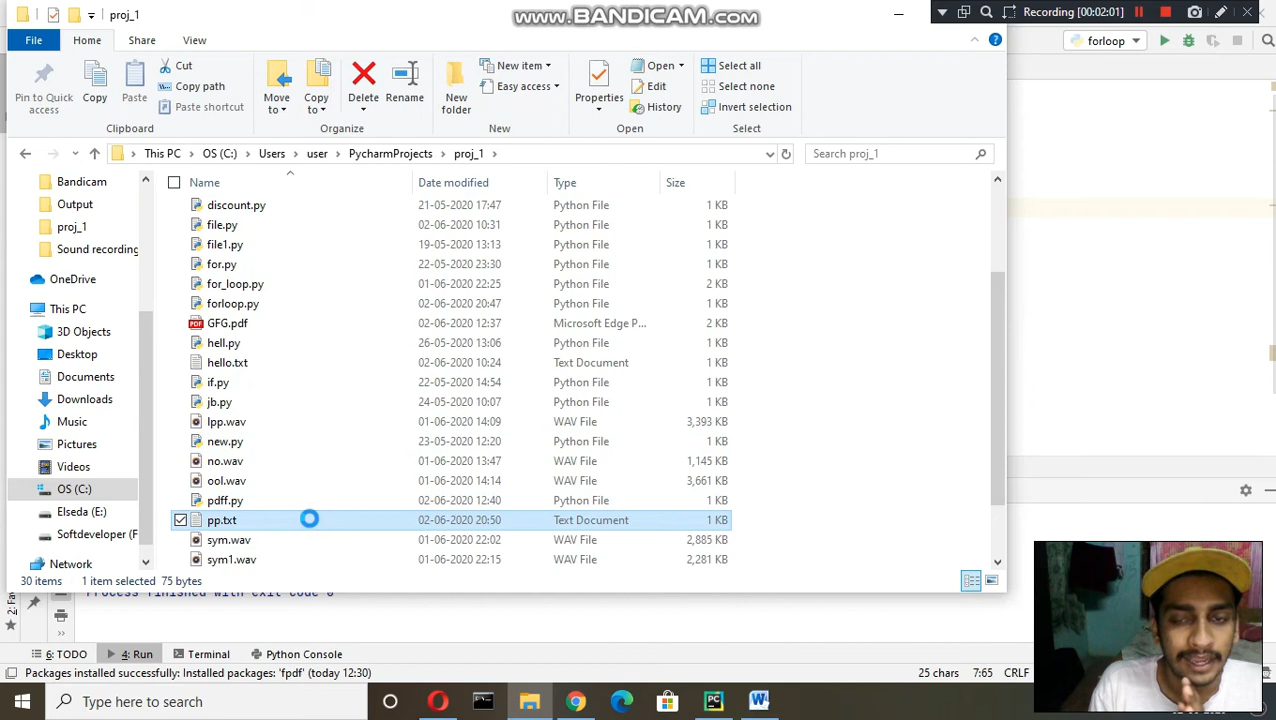 proj_1
www.BANDICAM.com
Recording [00:02:01]
File
Home
Share
View
forloop
Pin to Quick access
Copy
Paste
Cut
Copy path
Paste shortcut
Clipboard
Move to
Copy to
Delete
Rename
Organize
New folder
New item
Easy access
New
Properties
Open
Edit
History
Open
Select all
Select none
Invert selection
Select
This PC > OS (C:) > Users > user > PycharmProjects > proj_1 >
Search proj_1
Bandicam
Output
proj_1
Sound recording
OneDrive
This PC
3D Objects
Desktop
Documents
Downloads
Music
Pictures
Videos
OS (C:)
Elseda (E:)
Softdeveloper (F
Network
Name Date modified Type Size
discount.py 21-05-2020 17:47 Python File 1 KB
file.py 02-06-2020 10:31 Python File 1 KB
file1.py 19-05-2020 13:13 Python File 1 KB
for.py 22-05-2020 23:30 Python File 1 KB
for_loop.py 01-06-2020 22:25 Python File 2 KB
forloop.py 02-06-2020 20:47 Python File 1 KB
GFG.pdf 02-06-2020 12:37 Microsoft Edge P... 2 KB
hell.py 26-05-2020 13:06 Python File 1 KB
hello.txt 02-06-2020 10:24 Text Document 1 KB
if.py 22-05-2020 14:54 Python File 1 KB
jb.py 24-05-2020 10:07 Python File 1 KB
lpp.wav 01-06-2020 14:09 WAV File 3,393 KB
new.py 23-05-2020 12:20 Python File 1 KB
no.wav 01-06-2020 13:47 WAV File 1,145 KB
ool.wav 01-06-2020 14:14 WAV File 3,661 KB
pdff.py 02-06-2020 12:40 Python File 1 KB
pp.txt 02-06-2020 20:50 Text Document 1 KB
sym.wav 01-06-2020 22:02 WAV File 2,885 KB
sym1.wav 01-06-2020 22:15 WAV File 2,281 KB
30 items 1 item selected 75 bytes
Process finished with exit code 0
2: Fav
6: TODO
4: Run
Terminal
Python Console
Packages installed successfully: Installed packages: 'fpdf' (today 12:30)
25 chars 7:65 CRLF
Type here to search